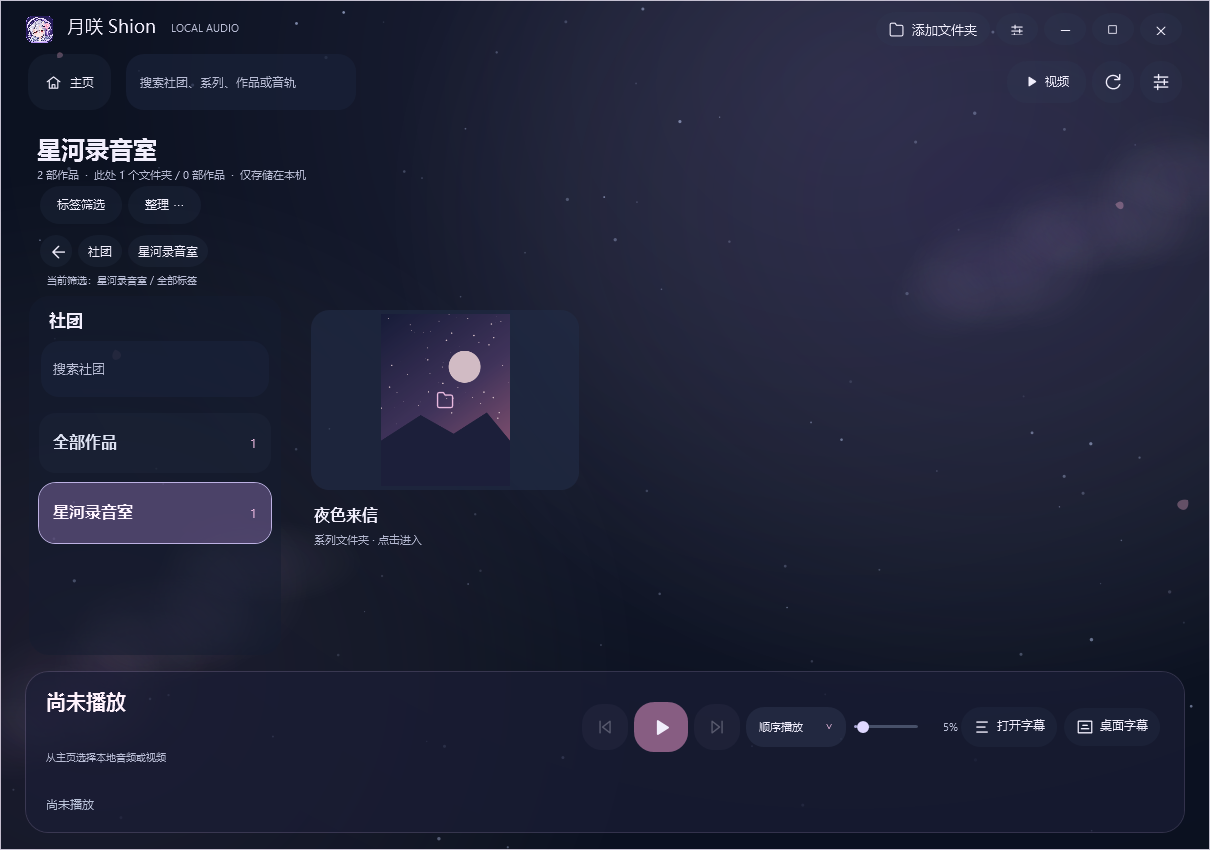 月咲 Shion LOCAL AUDIO
添加文件夹
主页
搜索社团、系列、作品或音轨
视频
星河录音室
2 部作品 · 此处 1 个文件夹 / 0 部作品 · 仅存储在本机
标签筛选
整理 ···
社团
星河录音室
当前筛选：星河录音室 / 全部标签
社团
搜索社团
全部作品 1
星河录音室 1
夜色来信
系列文件夹 · 点击进入
尚未播放
从主页选择本地音频或视频
尚未播放
顺序播放
5%
打开字幕
桌面字幕